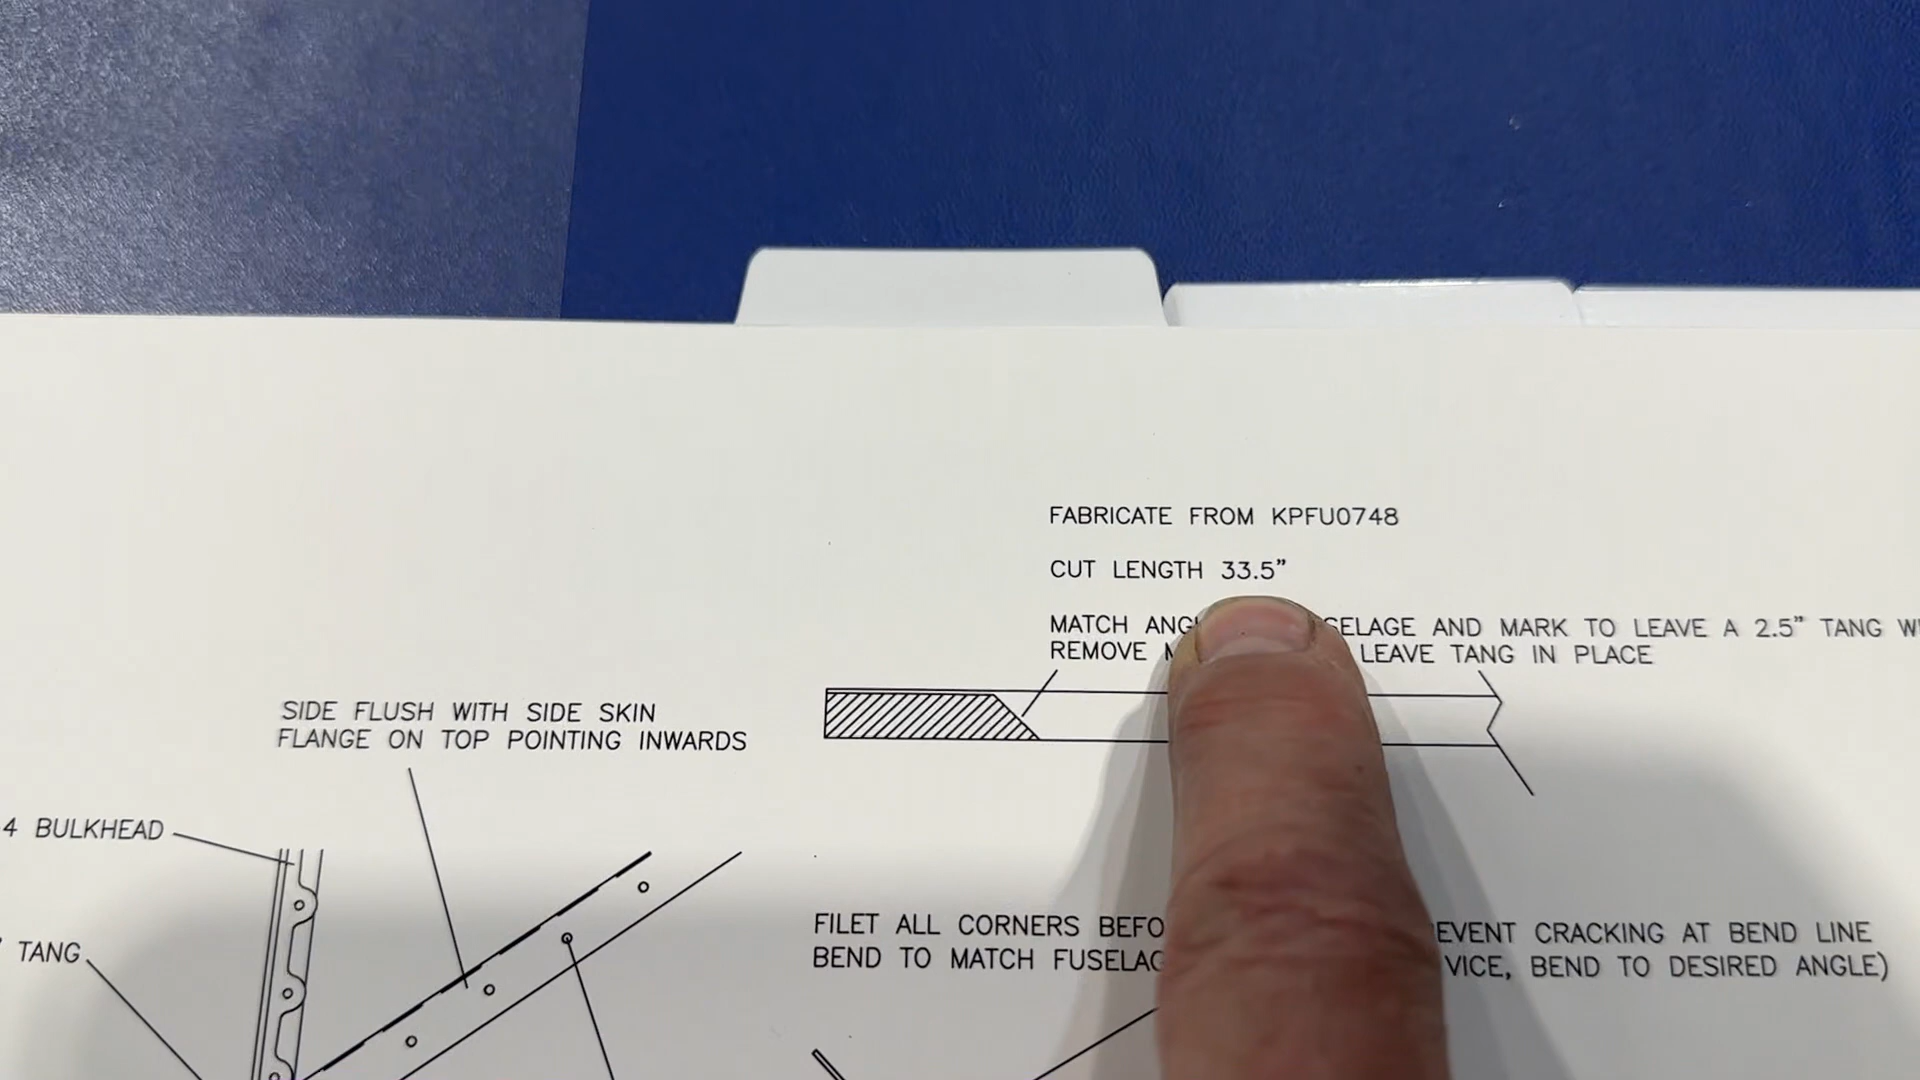 FABRICATE FROM KPFU0748
CUT LENGTH 33.5"
MATCH SELAGE AND MARK TO LEAVE A 2.5" TANG
REMOVE LEAVE TANG IN PLACE
SIDE FLUSH WITH SIDE SKIN
FLANGE ON TOP POINTING INWARDS
4 BULKHEAD
TANG
FILET ALL CORNERS BEFO EVENT CRACKING AT BEND LINE
BEND TO MATCH FUSELAG VICE, BEND TO DESIRED ANGLE)